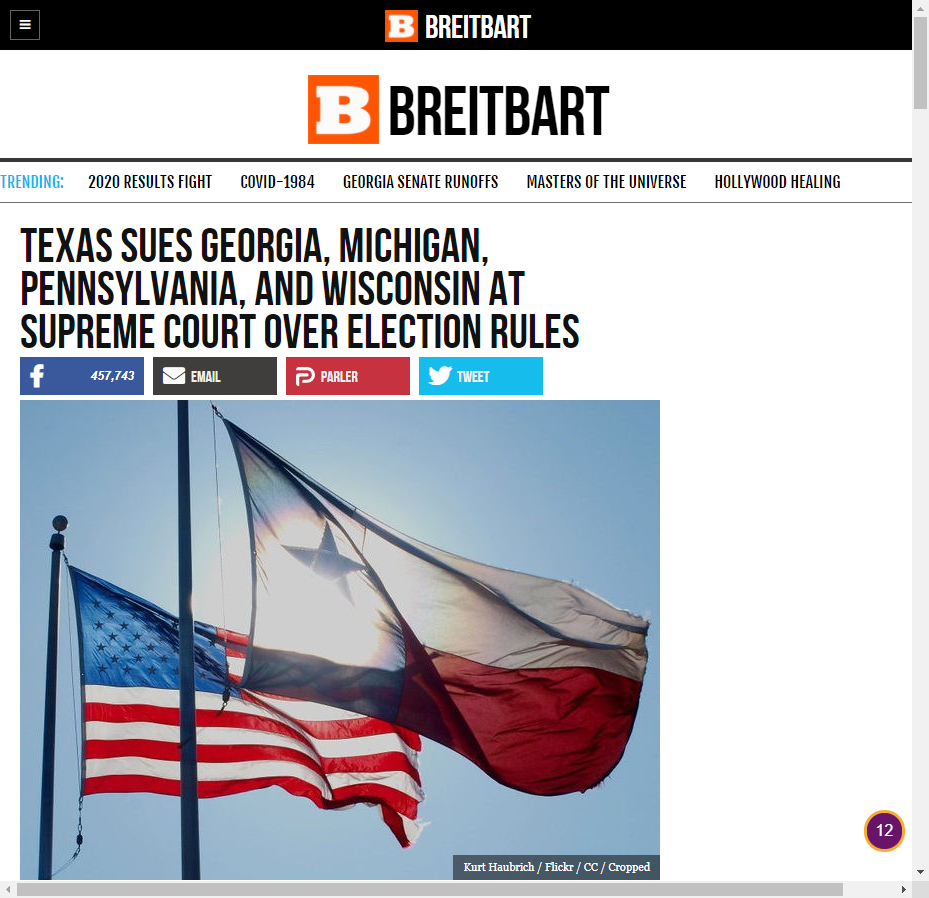 B BREITBART
B BREITBART
TRENDING: 2020 RESULTS FIGHT COVID-1984 GEORGIA SENATE RUNOFFS MASTERS OF THE UNIVERSE HOLLYWOOD HEALING
TEXAS SUES GEORGIA, MICHIGAN,
PENNSYLVANIA, AND WISCONSIN AT
SUPREME COURT OVER ELECTION RULES
457,743 EMAIL PARLER TWEET
12
Kurt Haubrich / Flickr / CC / Cropped